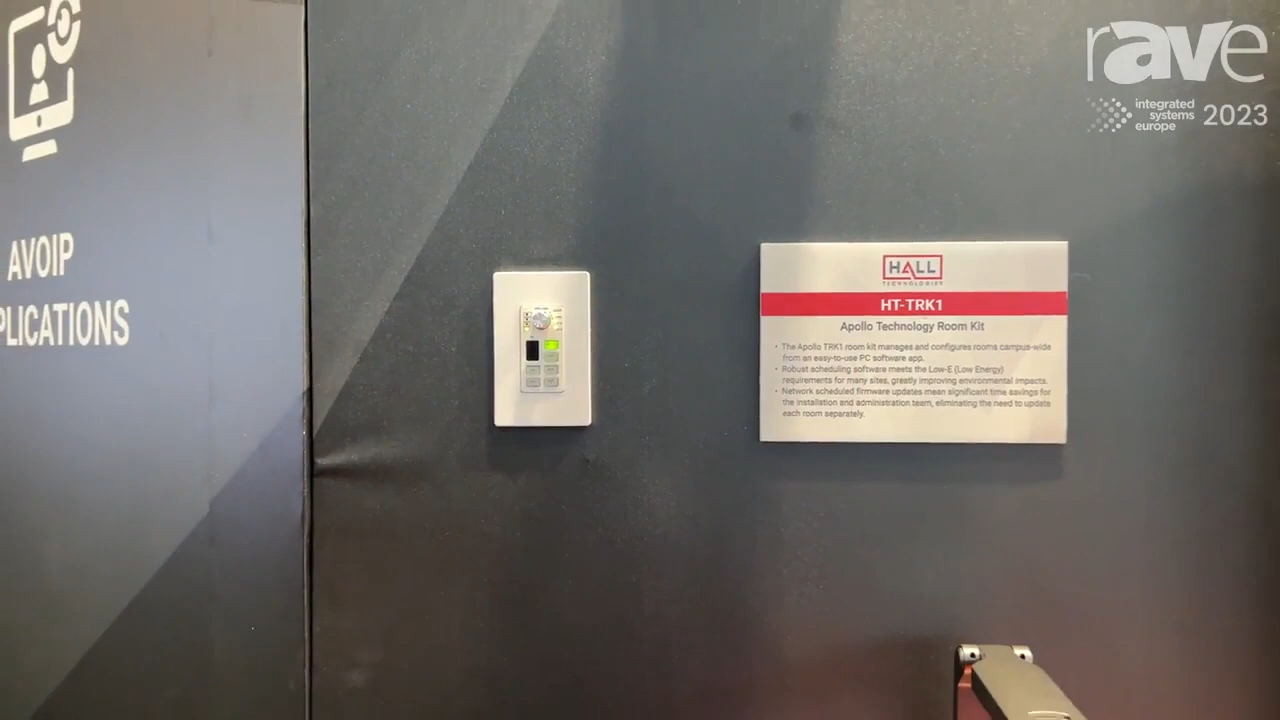 rAVe
integrated
systems
europe
2023
AVOIP
PLICATIONS
HALL
TECHNOLOGIES
HT-TRK1
Apollo Technology Room Kit
• The Apollo TRK1 room kit manages and configures rooms campus-wide
from an easy-to-use PC software app.
• Robust scheduling software meets the Low-E (Low Energy)
requirements for many sites, greatly improving environmental impacts.
• Network scheduled firmware updates mean significant time savings for
the installation and administration team, eliminating the need to update
each room separately.